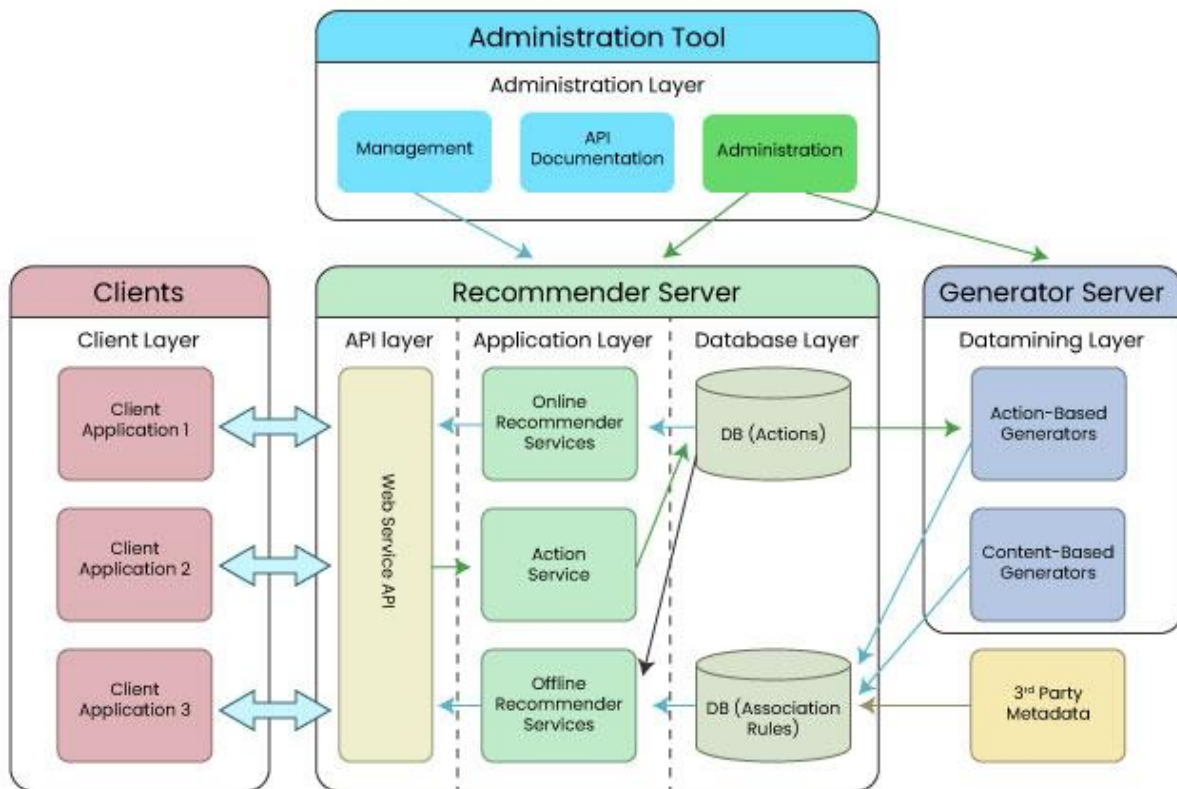 Administration Tool
Administration Layer
Management
API
Documentation
Administration
Clients
Client Layer
Client
Application 1
Client
Application 2
Client
Application 3
Recommender Server
API layer
Application Layer
Database Layer
Web Service API
Online
Recommender
Services
Action
Service
Offline
Recommender
Services
DB (Actions)
DB (Association
Rules)
Generator Server
Datamining Layer
Action-Based
Generators
Content-Based
Generators
3rd Party
Metadata